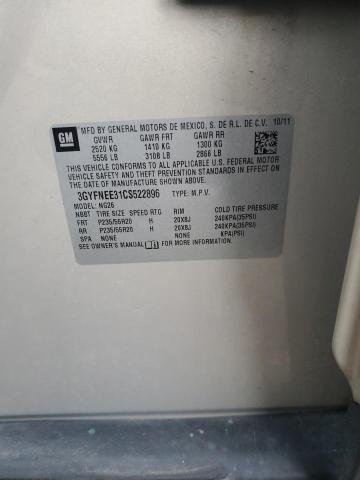 GM
MFD BY GENERAL MOTORS DE MEXICO, S. DE R.L. DE C.V. 10/11
GVWR GAWR FRT GAWR RR
2520 KG 1410 KG 1300 KG
5556 LB 3108 LB 2866 LB
THIS VEHICLE CONFORMS TO ALL APPLICABLE U.S. FEDERAL MOTOR
VEHICLE SAFETY, BUMPER, AND THEFT PREVENTION STANDARDS IN
EFFECT ON THE DATE OF MANUFACTURE SHOWN ABOVE.
3GYFNEE31CS522896 TYPE: M.P.V.
MODEL: NG26
NBBT TIRE SIZE SPEED RTG RIM COLD TIRE PRESSURE
FRT P235/55R20 H 20X8J 240KPA(35PSI)
RR P235/55R20 H 20X8J 240KPA(35PSI)
SPA NONE NONE KPA(PSI)
SEE OWNER'S MANUAL FOR ADDITIONAL INFORMATION.